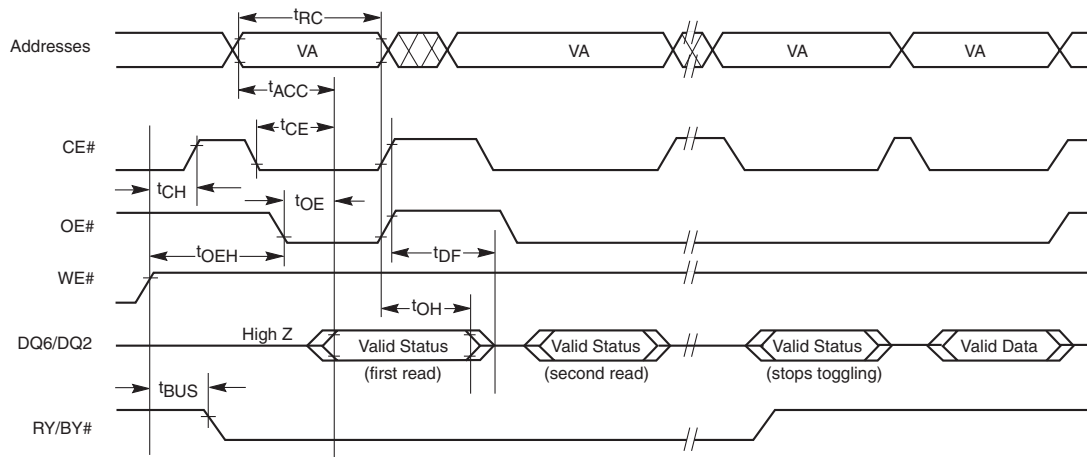 tRC
Addresses VA VA VA VA
tACC
tCE
CE#
tCH tOE
OE#
tOEH tDF
WE#
tOH
High Z
DQ6/DQ2 Valid Status Valid Status Valid Status Valid Data
(first read) (second read) (stops toggling)
tBUS
RY/BY#